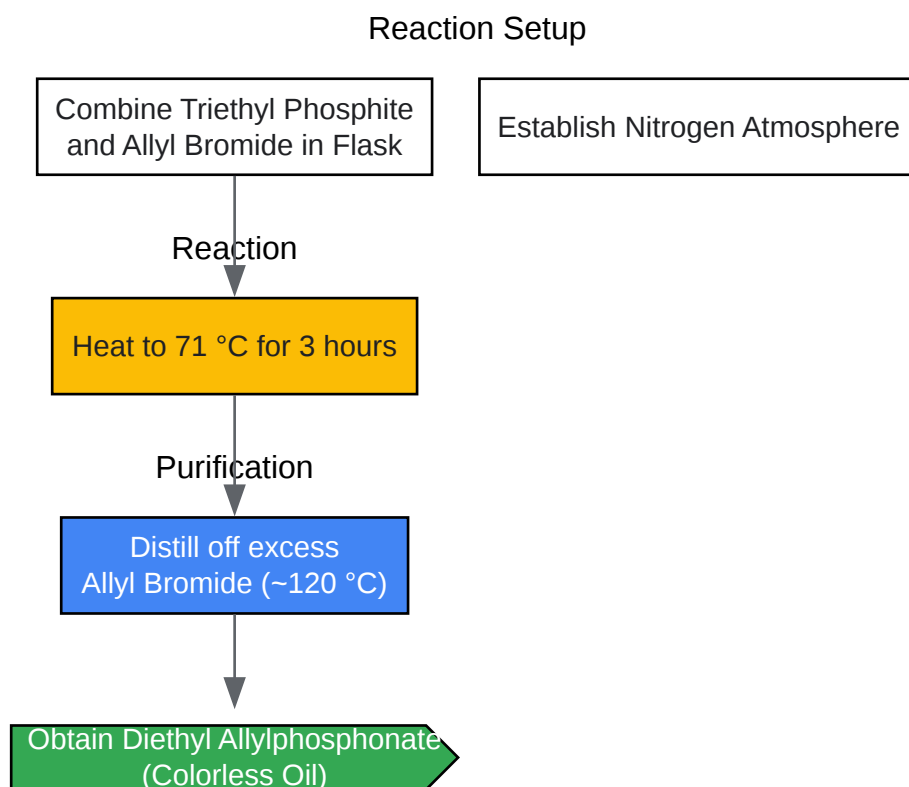 Reaction Setup
Combine Triethyl Phosphite
and Allyl Bromide in Flask
Establish Nitrogen Atmosphere
Reaction
Heat to 71 °C for 3 hours
Purification
Distill off excess
Allyl Bromide (~120 °C)
Obtain Diethyl Allylphosphonate
(Colorless Oil)